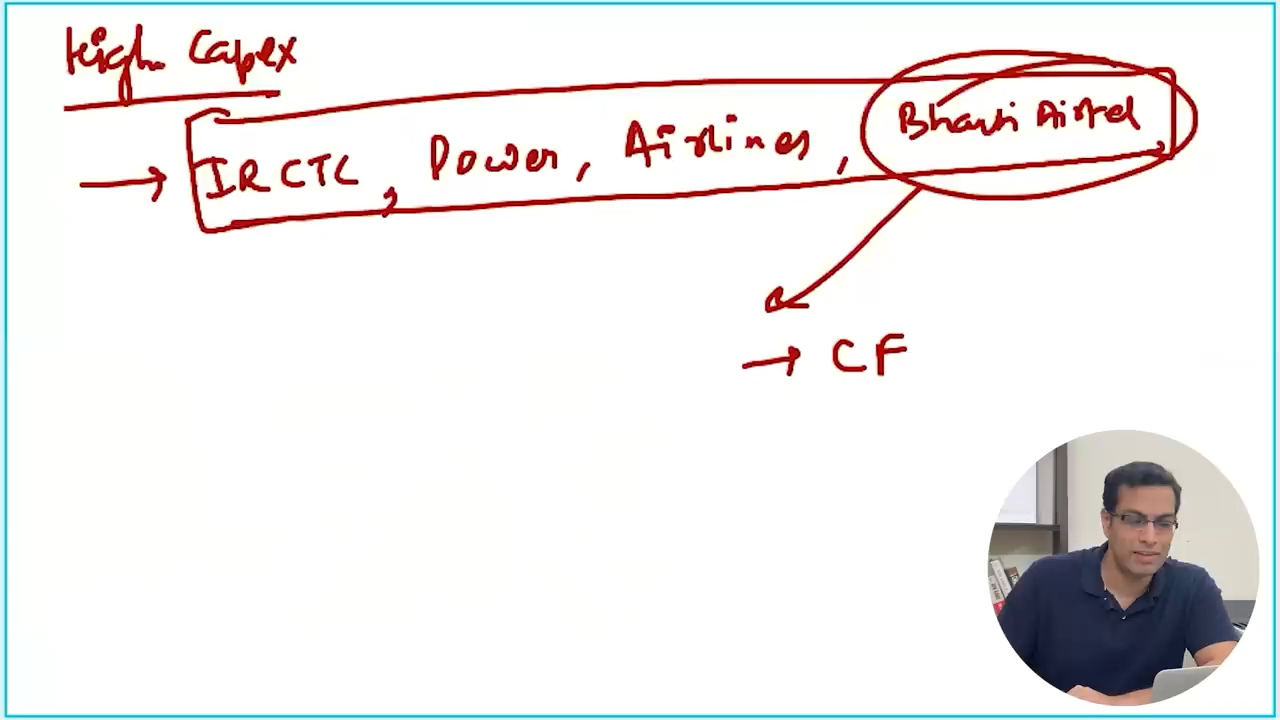 High Capex
→ IRCTC, Power, Airlines, Bharti Airtel
→ CF